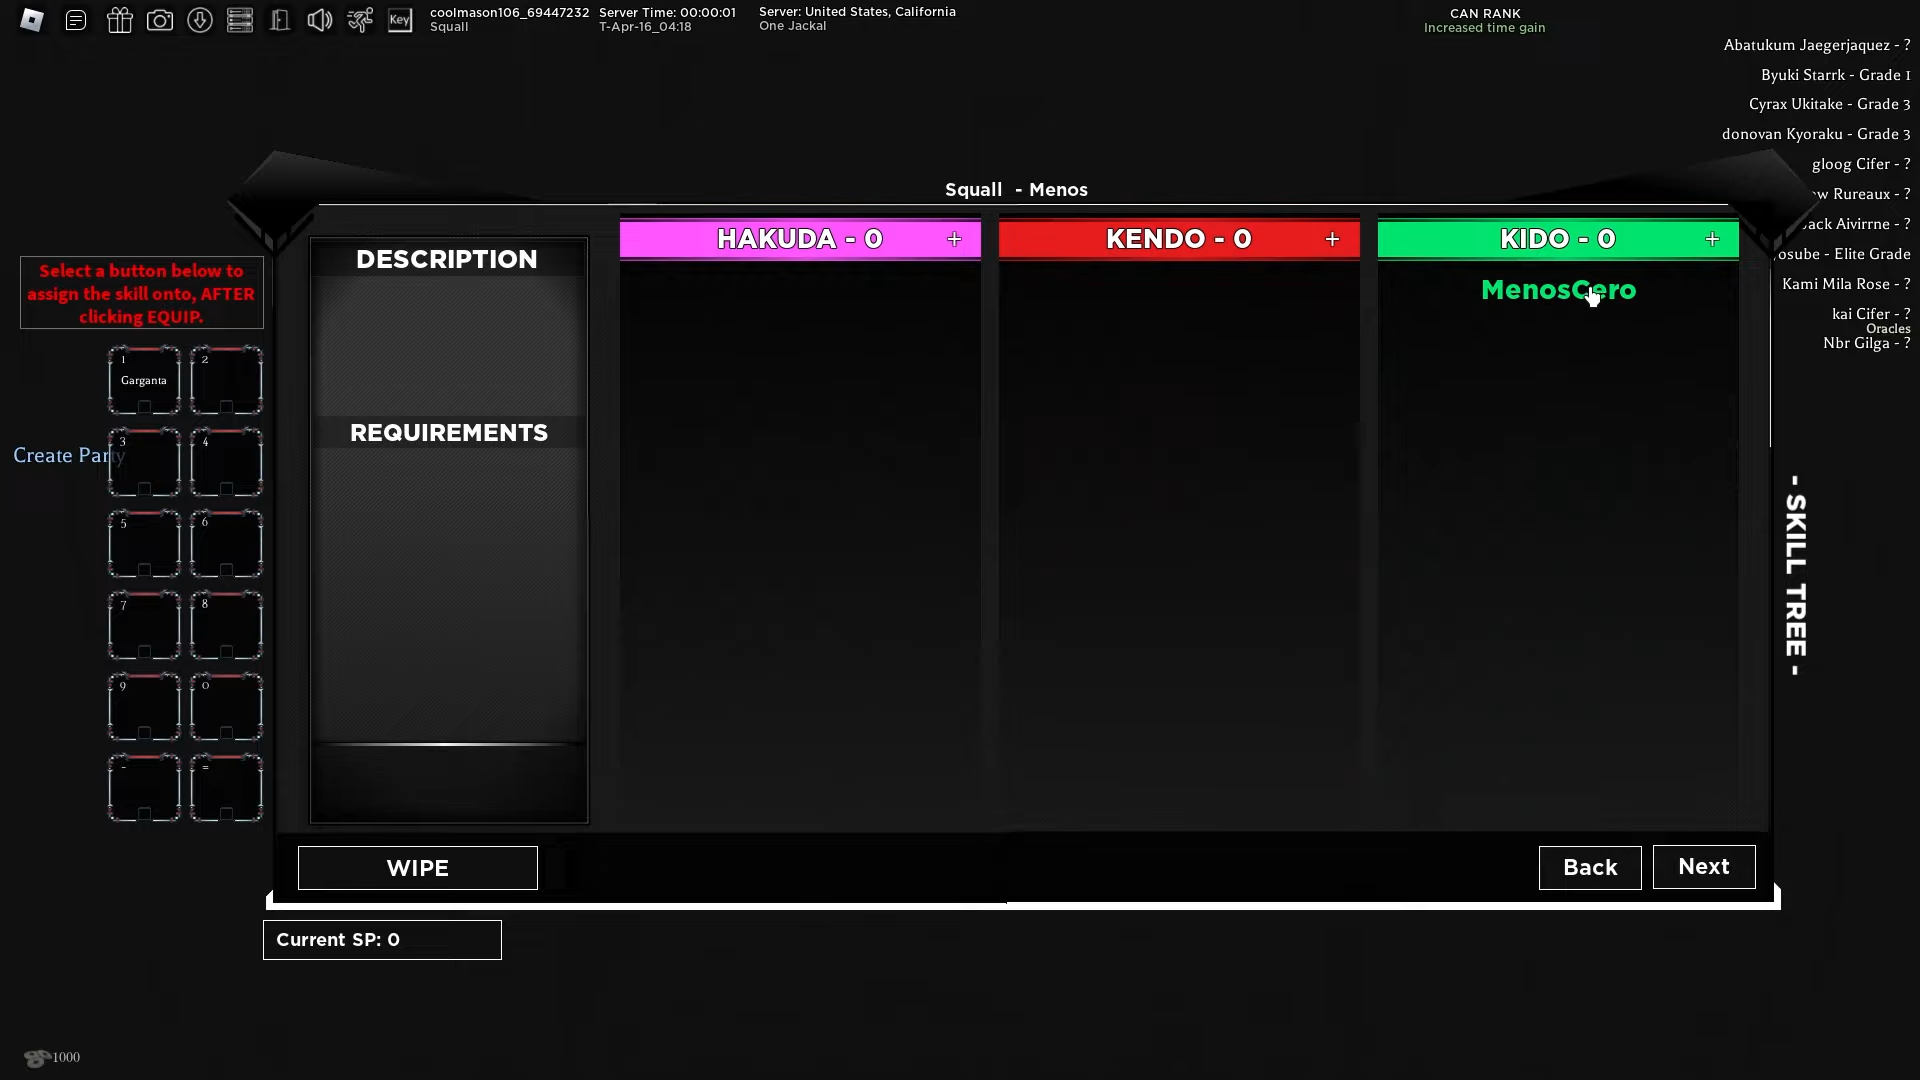 Key
coolmason106_69447232
Squall
Server Time: 00:00:01
T-Apr-16_04:18
Server: United States, California
One Jackal
CAN RANK
Increased time gain
Abatukum Jaegerjaquez - ?
Byuki Starrk - Grade 1
Cyrax Ukitake - Grade 3
donovan Kyoraku - Grade 3
gloog Cifer - ?
Rureaux - ?
Aivirrne - ?
- Elite Grade
Kami Mila Rose - ?
kai Cifer - ?
Oracles
Nbr Gilga - ?
Squall - Menos
Select a button below to
assign the skill onto, AFTER
clicking EQUIP.
DESCRIPTION
REQUIREMENTS
HAKUDA - 0 +
KENDO - 0 +
KIDO - 0 +
MenosCero
1
Garganta
2
3
4
Create Party
5
6
7
8
9
0
-
=
- SKILL TREE -
WIPE
Back
Next
Current SP: 0
1000